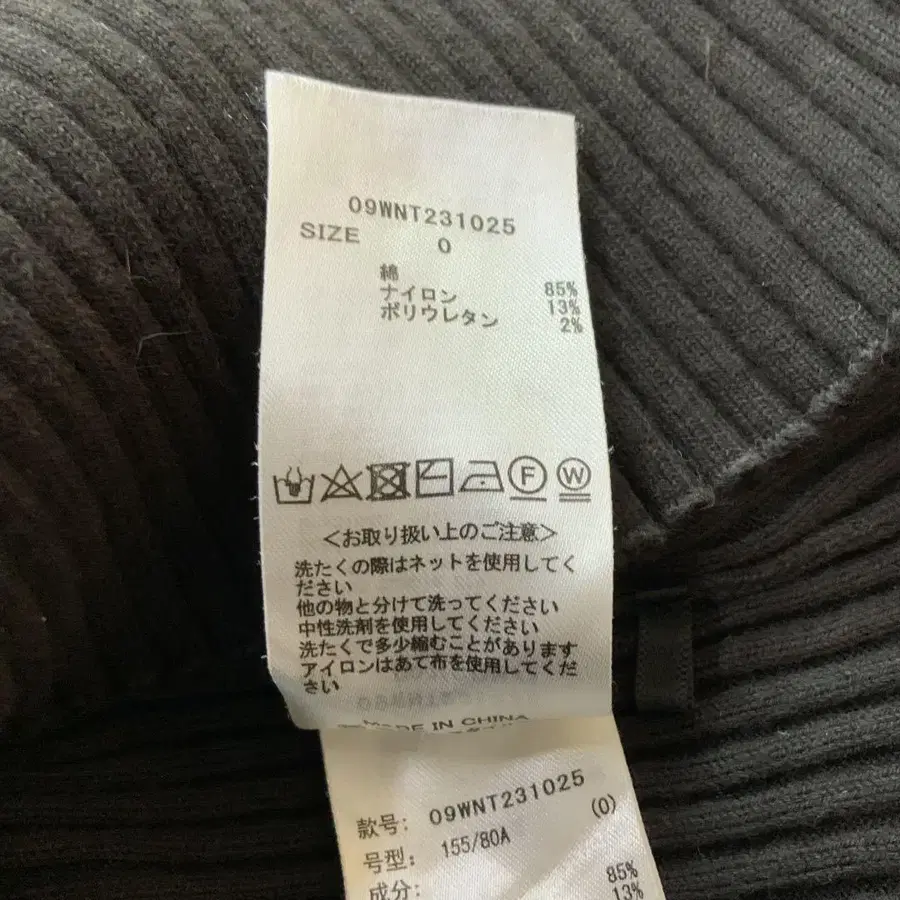 09WNT231025
SIZE 0
綿 85%
ナイロン 13%
ポリウレタン 2%
F W
<お取り扱い上のご注意>
洗たくの際はネットを使用してく
ださい
他の物と分けて洗ってください
中性洗剤を使用してください
洗たくで多少縮むことがあります
アイロンはあて布を使用してくだ
さい
MADE IN CHINA
款号: 09WNT231025 (0)
号型: 155/80A
成分: 85%
13%